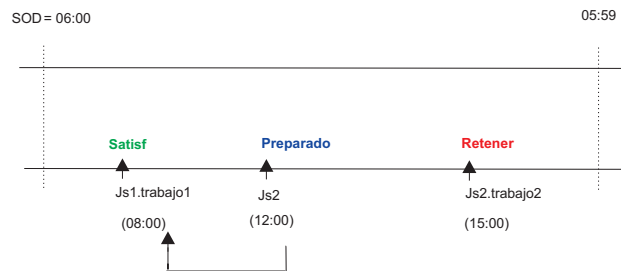 SOD = 06:00
05:59
Satisf
Preparado
Retener
Js1.trabajo1
Js2
Js2.trabajo2
(08:00)
(12:00)
(15:00)